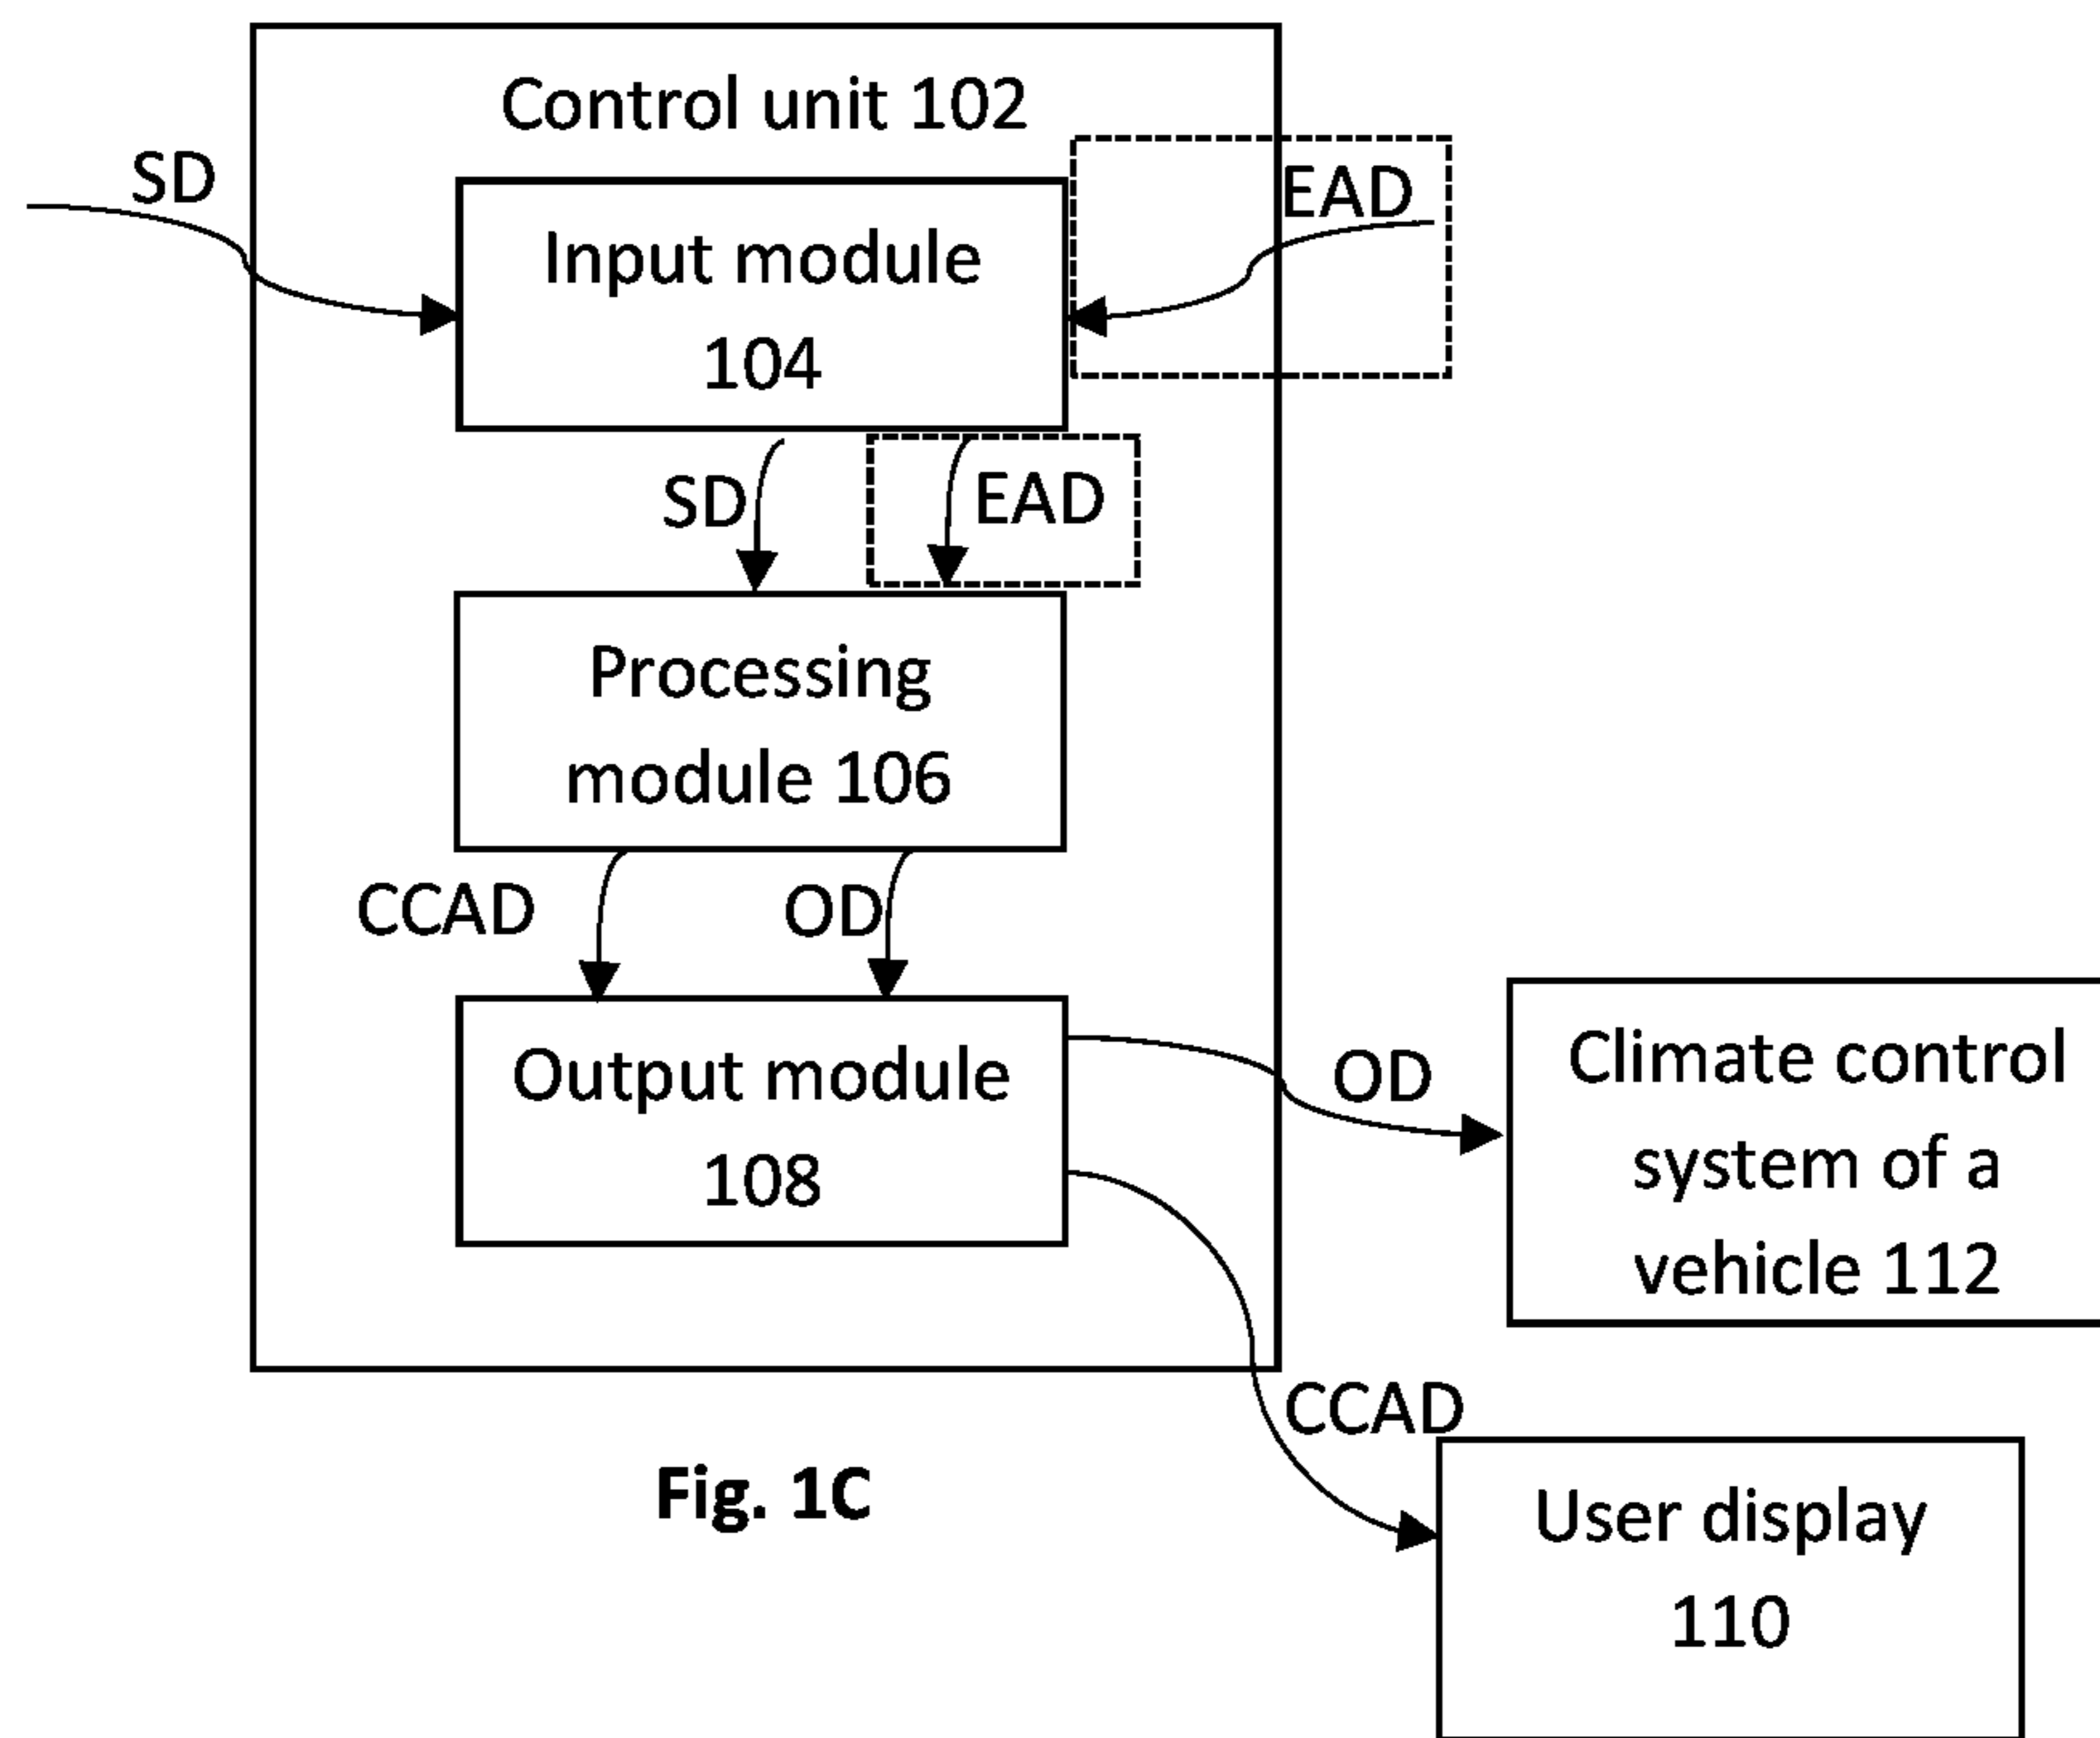 Control unit 102
SD
EAD
Input module
104
SD
EAD
Processing
module 106
CCAD
OD
Output module
108
OD
Climate control
system of a
vehicle 112
CCAD
User display
110
Fig. 1C